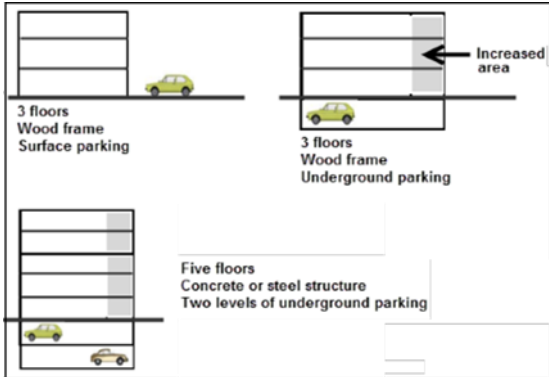 3 floors
Wood frame
Surface parking
Increased
area
3 floors
Wood frame
Underground parking
Five floors
Concrete or steel structure
Two levels of underground parking